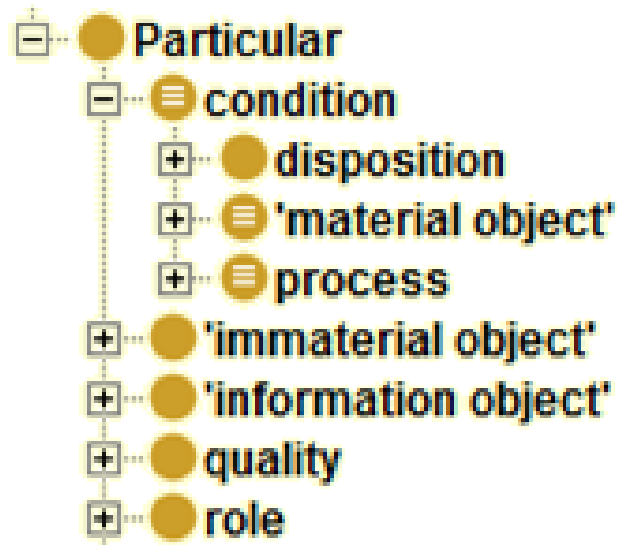 Particular
condition
disposition
'material object'
process
'immaterial object'
'information object'
quality
role